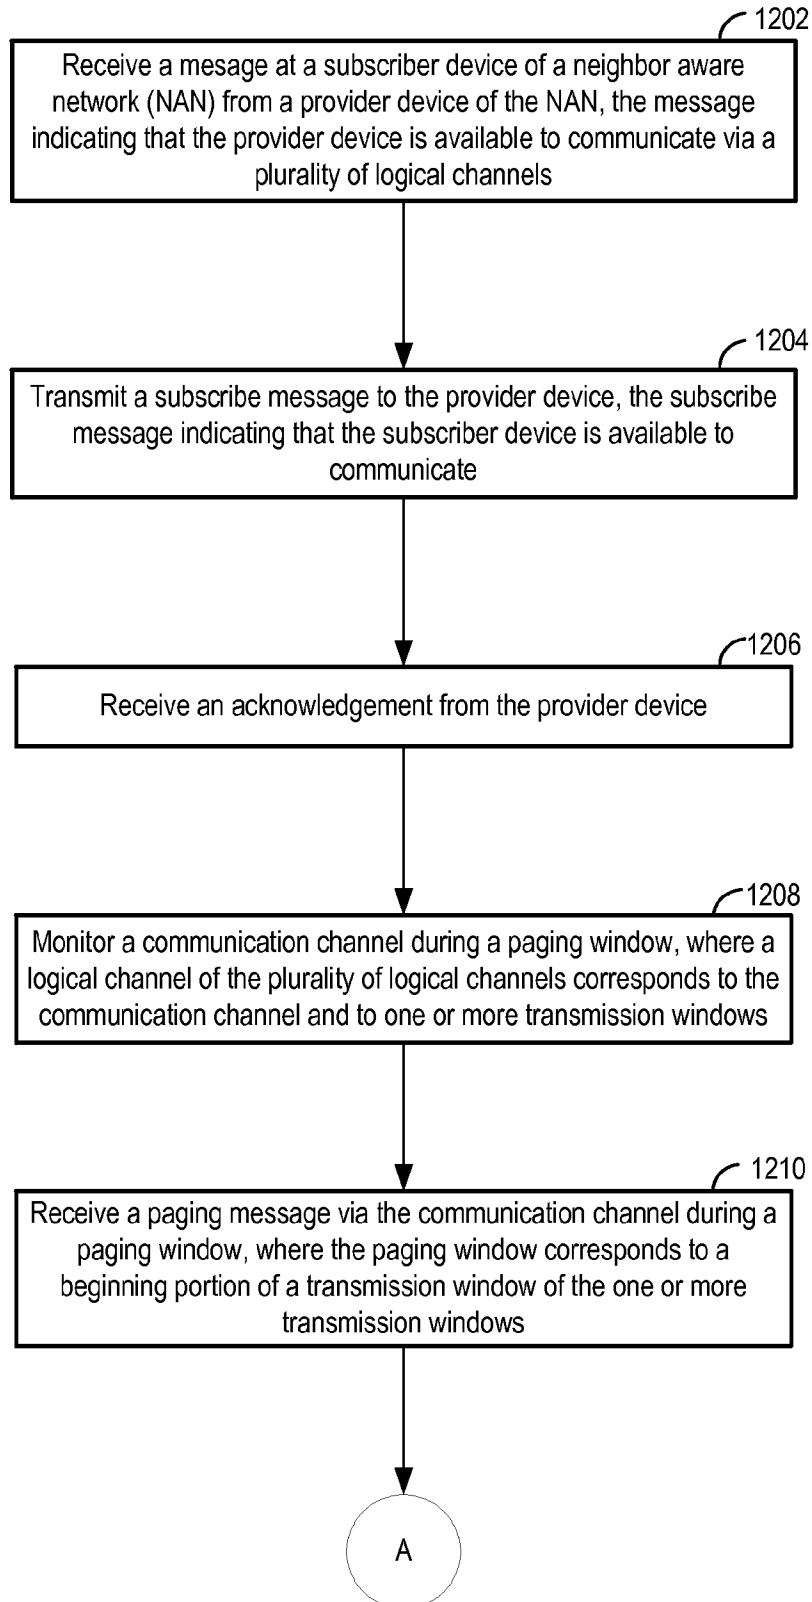 1202
Receive a mesage at a subscriber device of a neighbor aware
network (NAN) from a provider device of the NAN, the message
indicating that the provider device is available to communicate via a
plurality of logical channels
1204
Transmit a subscribe message to the provider device, the subscribe
message indicating that the subscriber device is available to
communicate
1206
Receive an acknowledgement from the provider device
1208
Monitor a communication channel during a paging window, where a
logical channel of the plurality of logical channels corresponds to the
communication channel and to one or more transmission windows
1210
Receive a paging message via the communication channel during a
paging window, where the paging window corresponds to a
beginning portion of a transmission window of the one or more
transmission windows
A